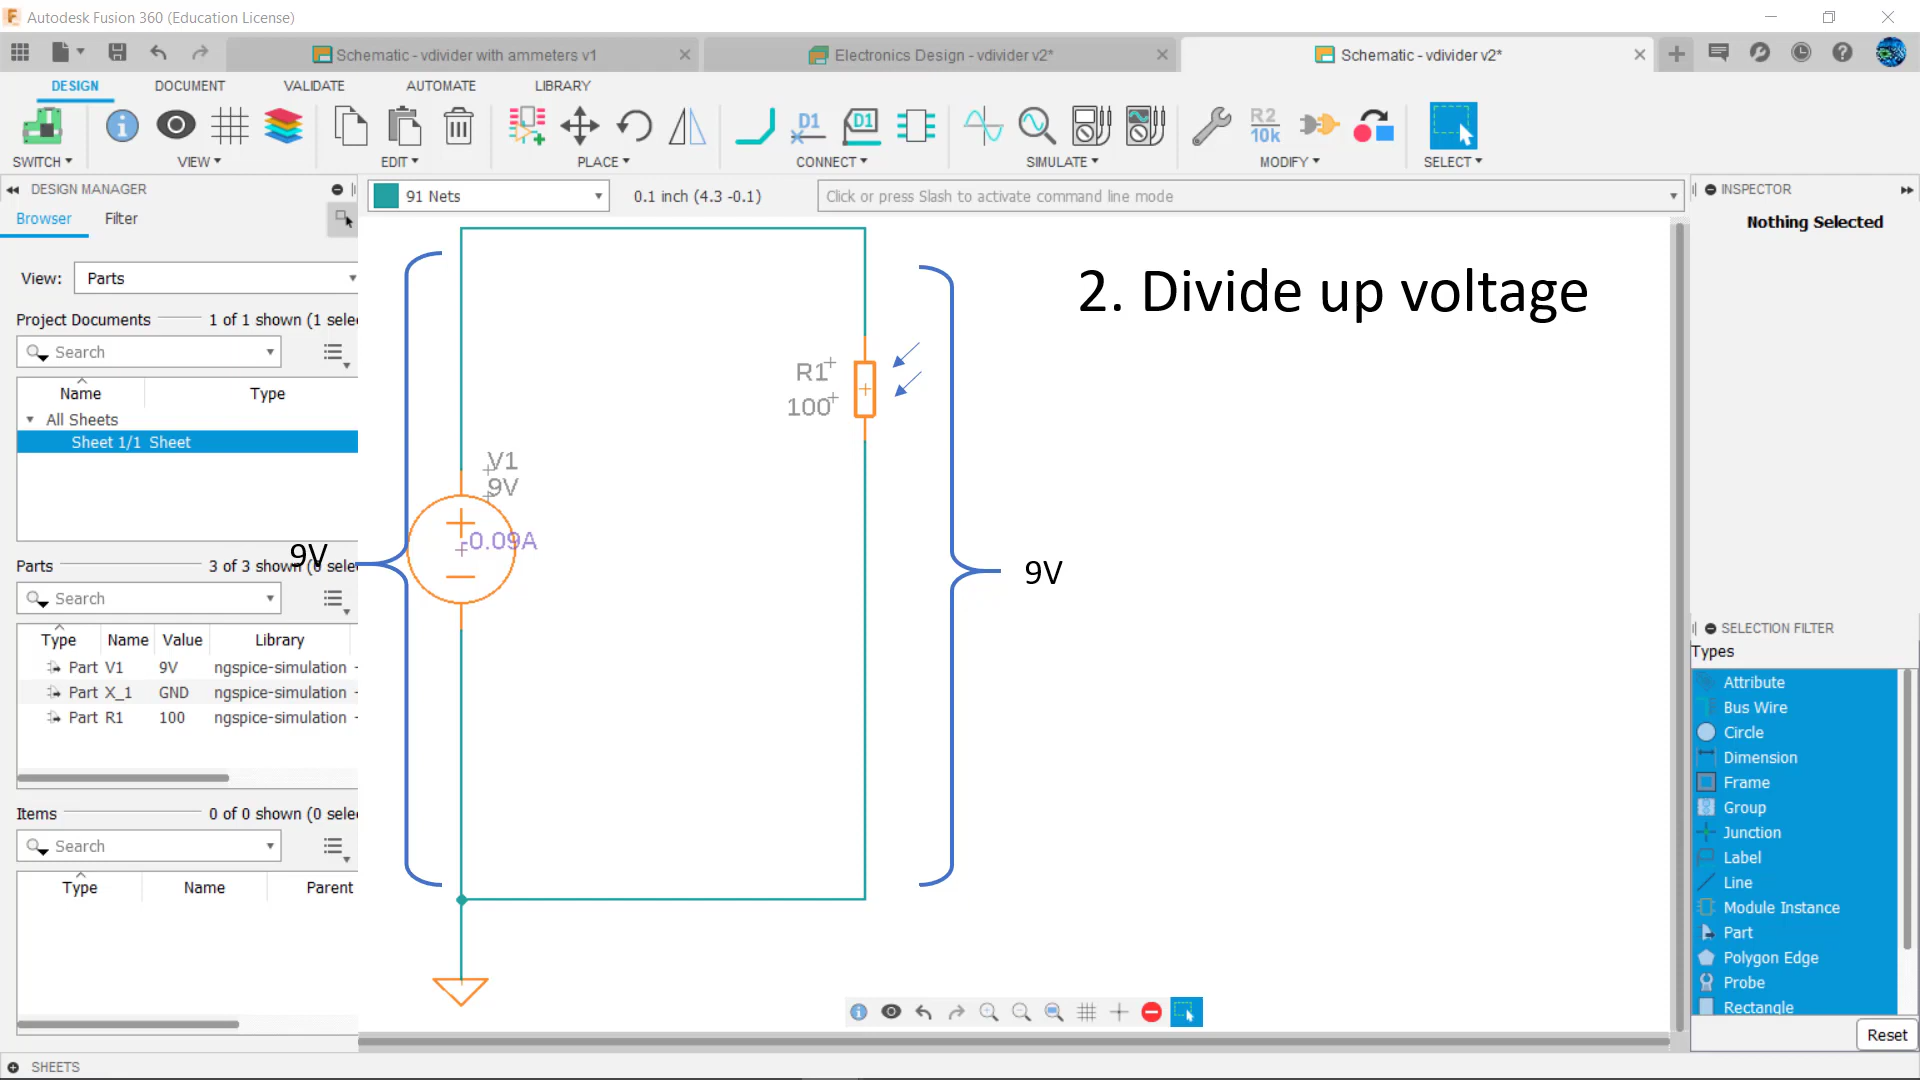 Autodesk Fusion 360 (Education License)
Schematic - vdivider with ammeters v1
Electronics Design - vdivider v2*
Schematic - vdivider v2*
DESIGN
DOCUMENT
VALIDATE
AUTOMATE
LIBRARY
D1
D1
R2
10k
SWITCH
VIEW
EDIT
PLACE
CONNECT
SIMULATE
MODIFY
SELECT
DESIGN MANAGER
91 Nets
0.1 inch (4.3 -0.1)
Click or press Slash to activate command line mode
INSPECTOR
Browser
Filter
Nothing Selected
View:
Parts
2. Divide up voltage
Project Documents
1 of 1 shown (1 sele
Search
Name
Type
All Sheets
Sheet 1/1 Sheet
R1
100
V1
9V
-0.09A
9V
9V
Parts
3 of 3 shown (0 sele
Search
Type Name Value Library
Part V1 9V ngspice-simulation
Part X_1 GND ngspice-simulation
Part R1 100 ngspice-simulation
Items
0 of 0 shown (0 sele
Search
Type Name Parent
SELECTION FILTER
Types
Attribute
Bus Wire
Circle
Dimension
Frame
Group
Junction
Label
Line
Module Instance
Part
Polygon Edge
Probe
Rectangle
Reset
SHEETS